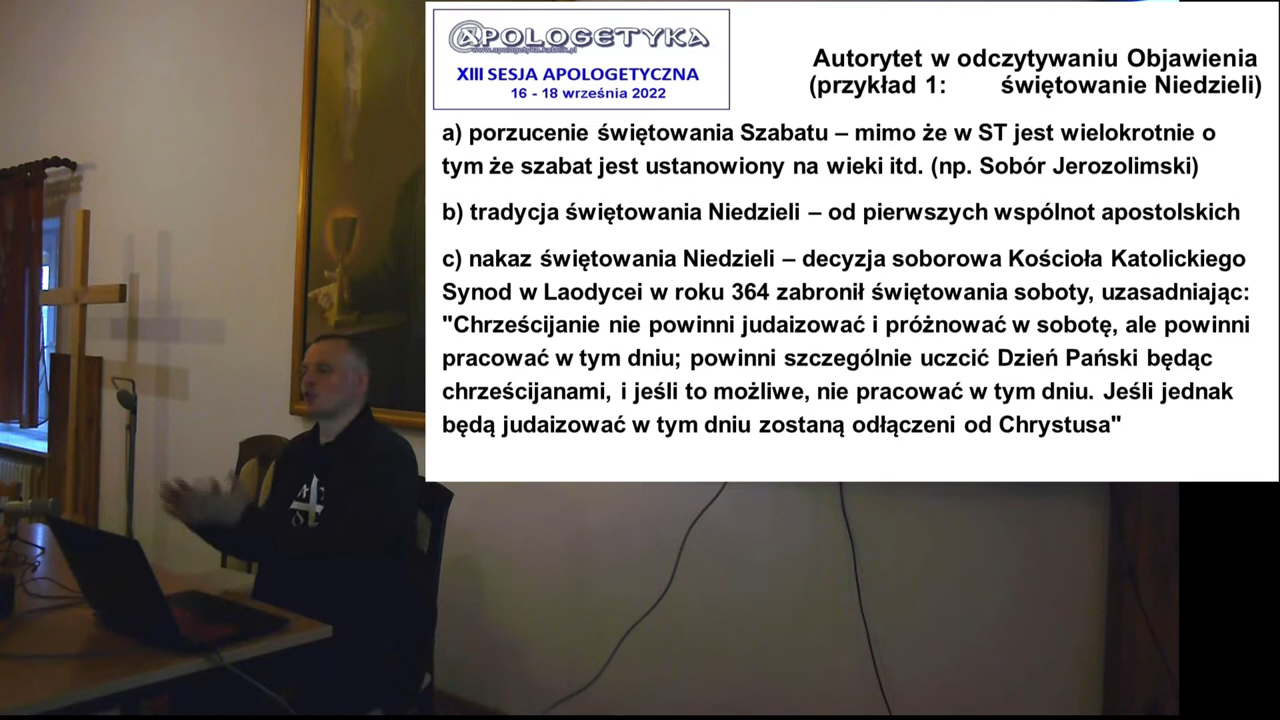 @POLOGETYKA
www.apologetyka.katolik.pl
XIII SESJA APOLOGETYCZNA
16 - 18 września 2022
Autorytet w odczytywaniu Objawienia
(przykład 1: świętowanie Niedzieli)
a) porzucenie świętowania Szabatu – mimo że w ST jest wielokrotnie o
tym że szabat jest ustanowiony na wieki itd. (np. Sobór Jerozolimski)
b) tradycja świętowania Niedzieli – od pierwszych wspólnot apostolskich
c) nakaz świętowania Niedzieli – decyzja soborowa Kościoła Katolickiego
Synod w Laodycei w roku 364 zabronił świętowania soboty, uzasadniając:
"Chrześcijanie nie powinni judaizować i próżnować w sobotę, ale powinni
pracować w tym dniu; powinni szczególnie uczcić Dzień Pański będąc
chrześcijanami, i jeśli to możliwe, nie pracować w tym dniu. Jeśli jednak
będą judaizować w tym dniu zostaną odłączeni od Chrystusa"